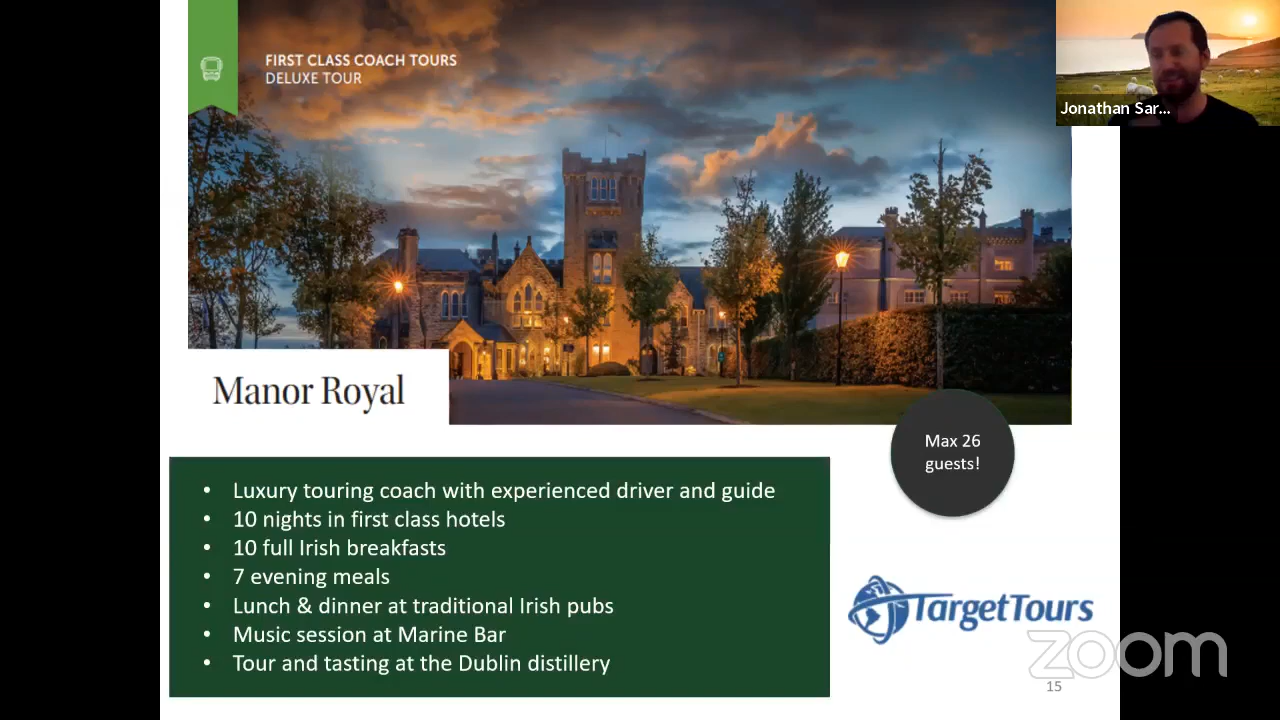 FIRST CLASS COACH TOURS
DELUXE TOUR
Jonathan Sar...
Manor Royal
Max 26
guests!
• Luxury touring coach with experienced driver and guide
• 10 nights in first class hotels
• 10 full Irish breakfasts
• 7 evening meals
• Lunch & dinner at traditional Irish pubs
• Music session at Marine Bar
• Tour and tasting at the Dublin distillery
TargetTours
zoom
15